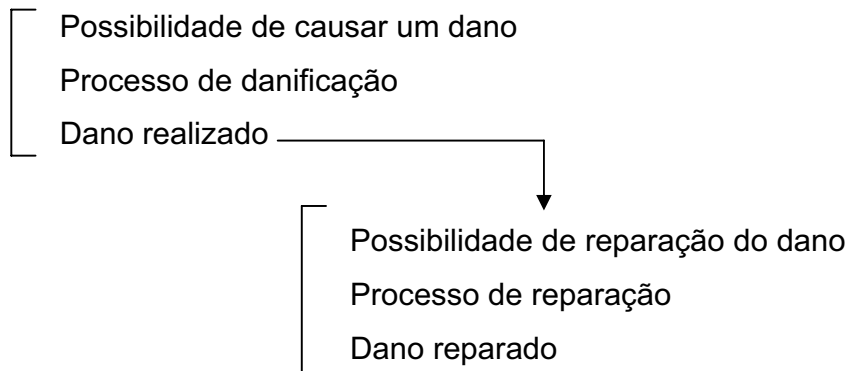 Possibilidade de causar um dano
Processo de danificação
Dano realizado
Possibilidade de reparação do dano
Processo de reparação
Dano reparado